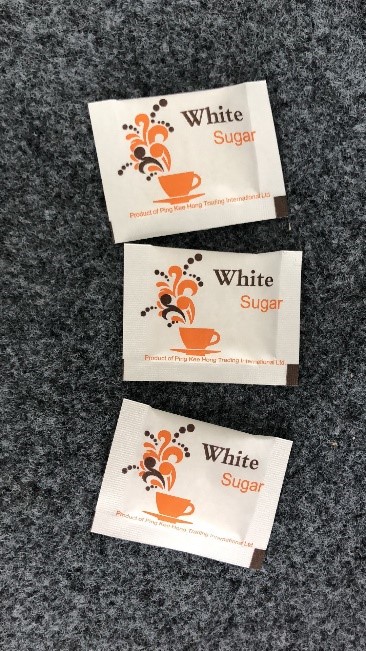 White
Sugar
Product of Ping Kee Hong Trading International Ltd
White
Sugar
Product of Ping Kee Hong Trading International Ltd
White
Sugar
Product of Ping Kee Hong Trading International Ltd